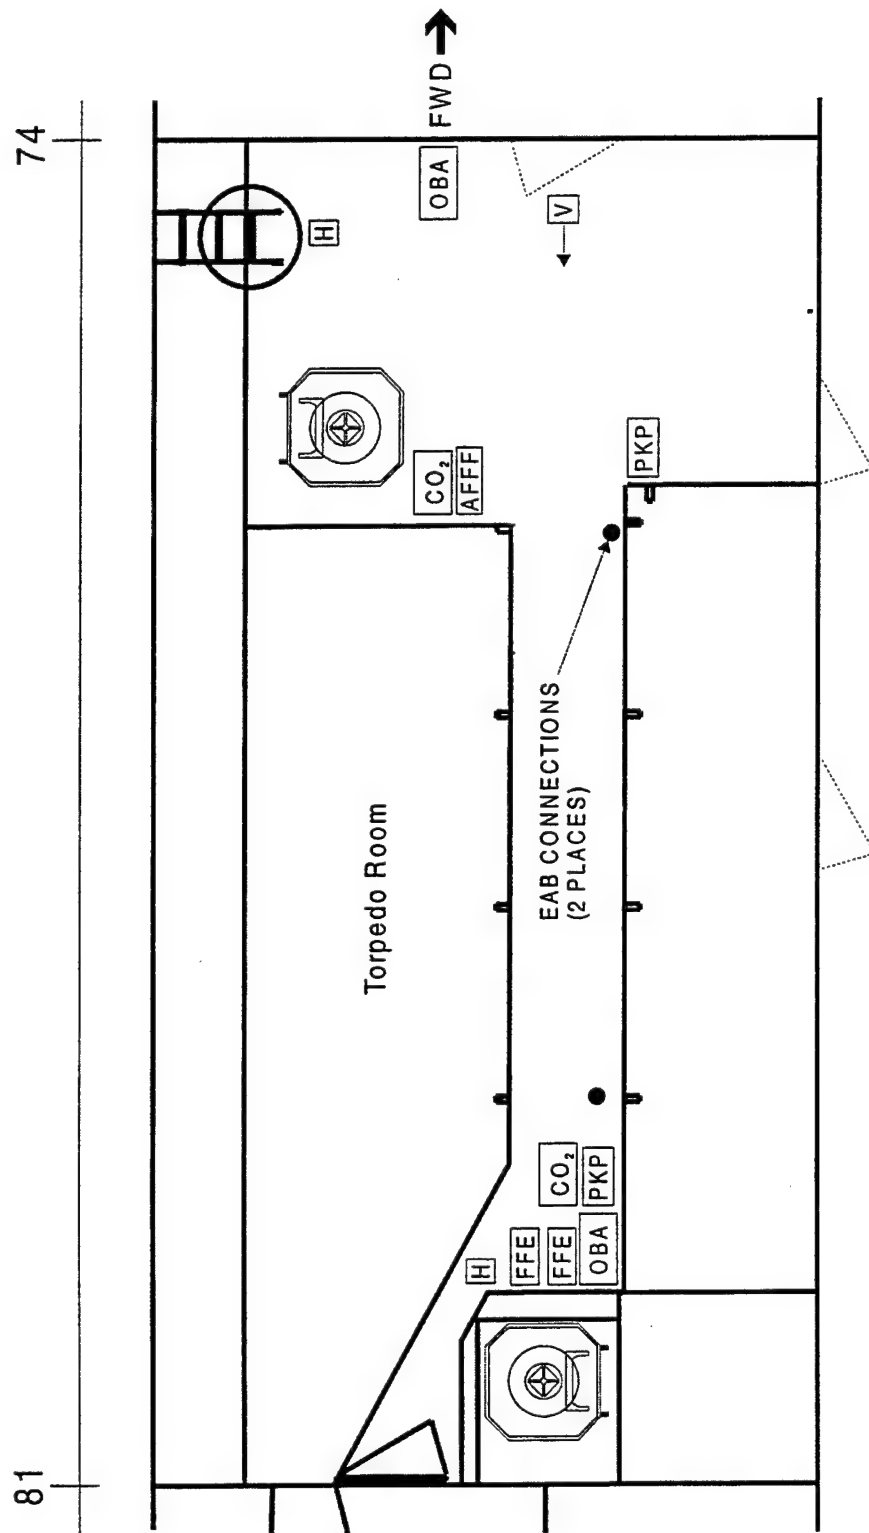 74
FWD
OBA
H
V
CO₂
AFFF
PKP
EAB CONNECTIONS
(2 PLACES)
Torpedo Room
CO₂
PKP
H
FFE
FFE
OBA
81